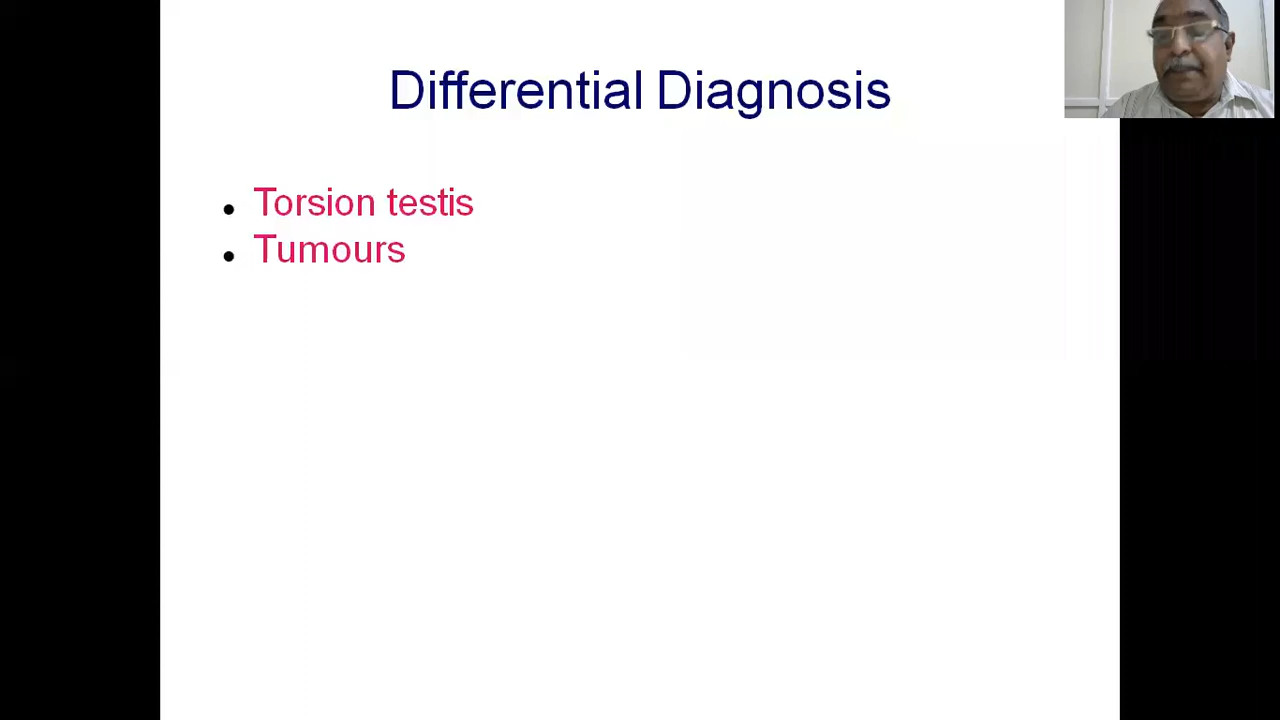 Differential Diagnosis
• Torsion testis
• Tumours